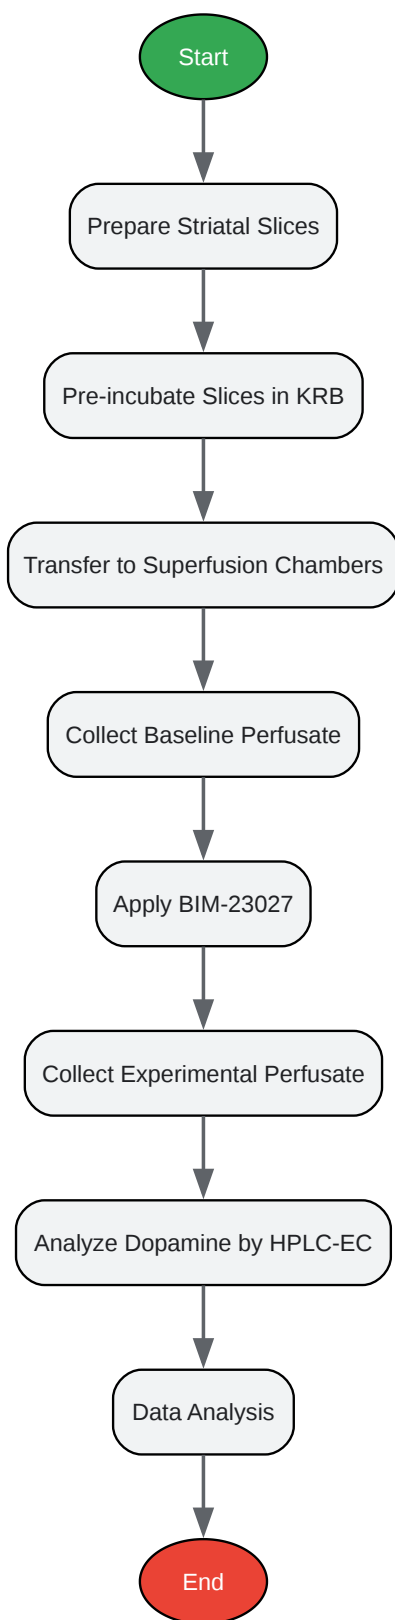 Start
Prepare Striatal Slices
Pre-incubate Slices in KRB
Transfer to Superfusion Chambers
Collect Baseline Perfusate
Apply BIM-23027
Collect Experimental Perfusate
Analyze Dopamine by HPLC-EC
Data Analysis
End